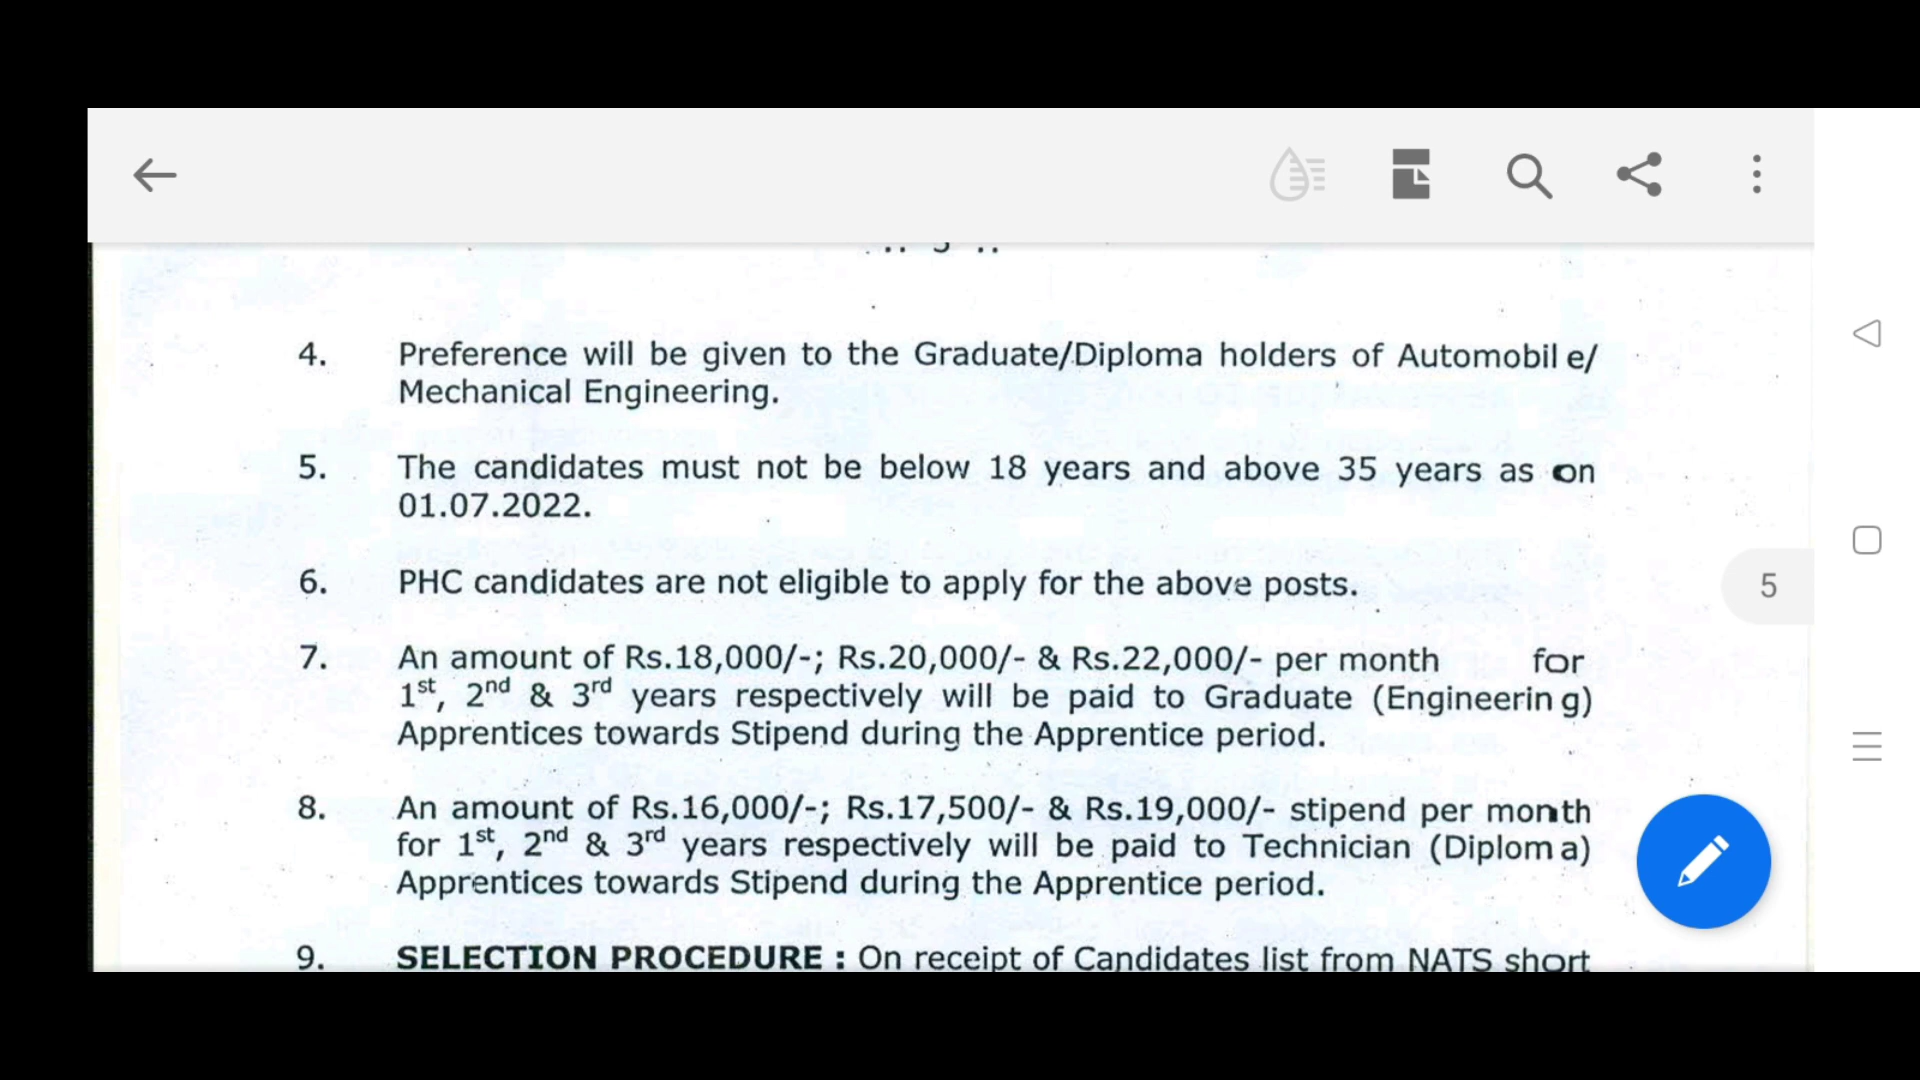 4. Preference will be given to the Graduate/Diploma holders of Automobile/
Mechanical Engineering.
5. The candidates must not be below 18 years and above 35 years as on
01.07.2022.
6. PHC candidates are not eligible to apply for the above posts.
7. An amount of Rs.18,000/-; Rs.20,000/- & Rs.22,000/- per month for
1st, 2nd & 3rd years respectively will be paid to Graduate (Engineering)
Apprentices towards Stipend during the Apprentice period.
8. An amount of Rs.16,000/-; Rs.17,500/- & Rs.19,000/- stipend per month
for 1st, 2nd & 3rd years respectively will be paid to Technician (Diploma)
Apprentices towards Stipend during the Apprentice period.
9. SELECTION PROCEDURE : On receipt of Candidates list from NATS short
5